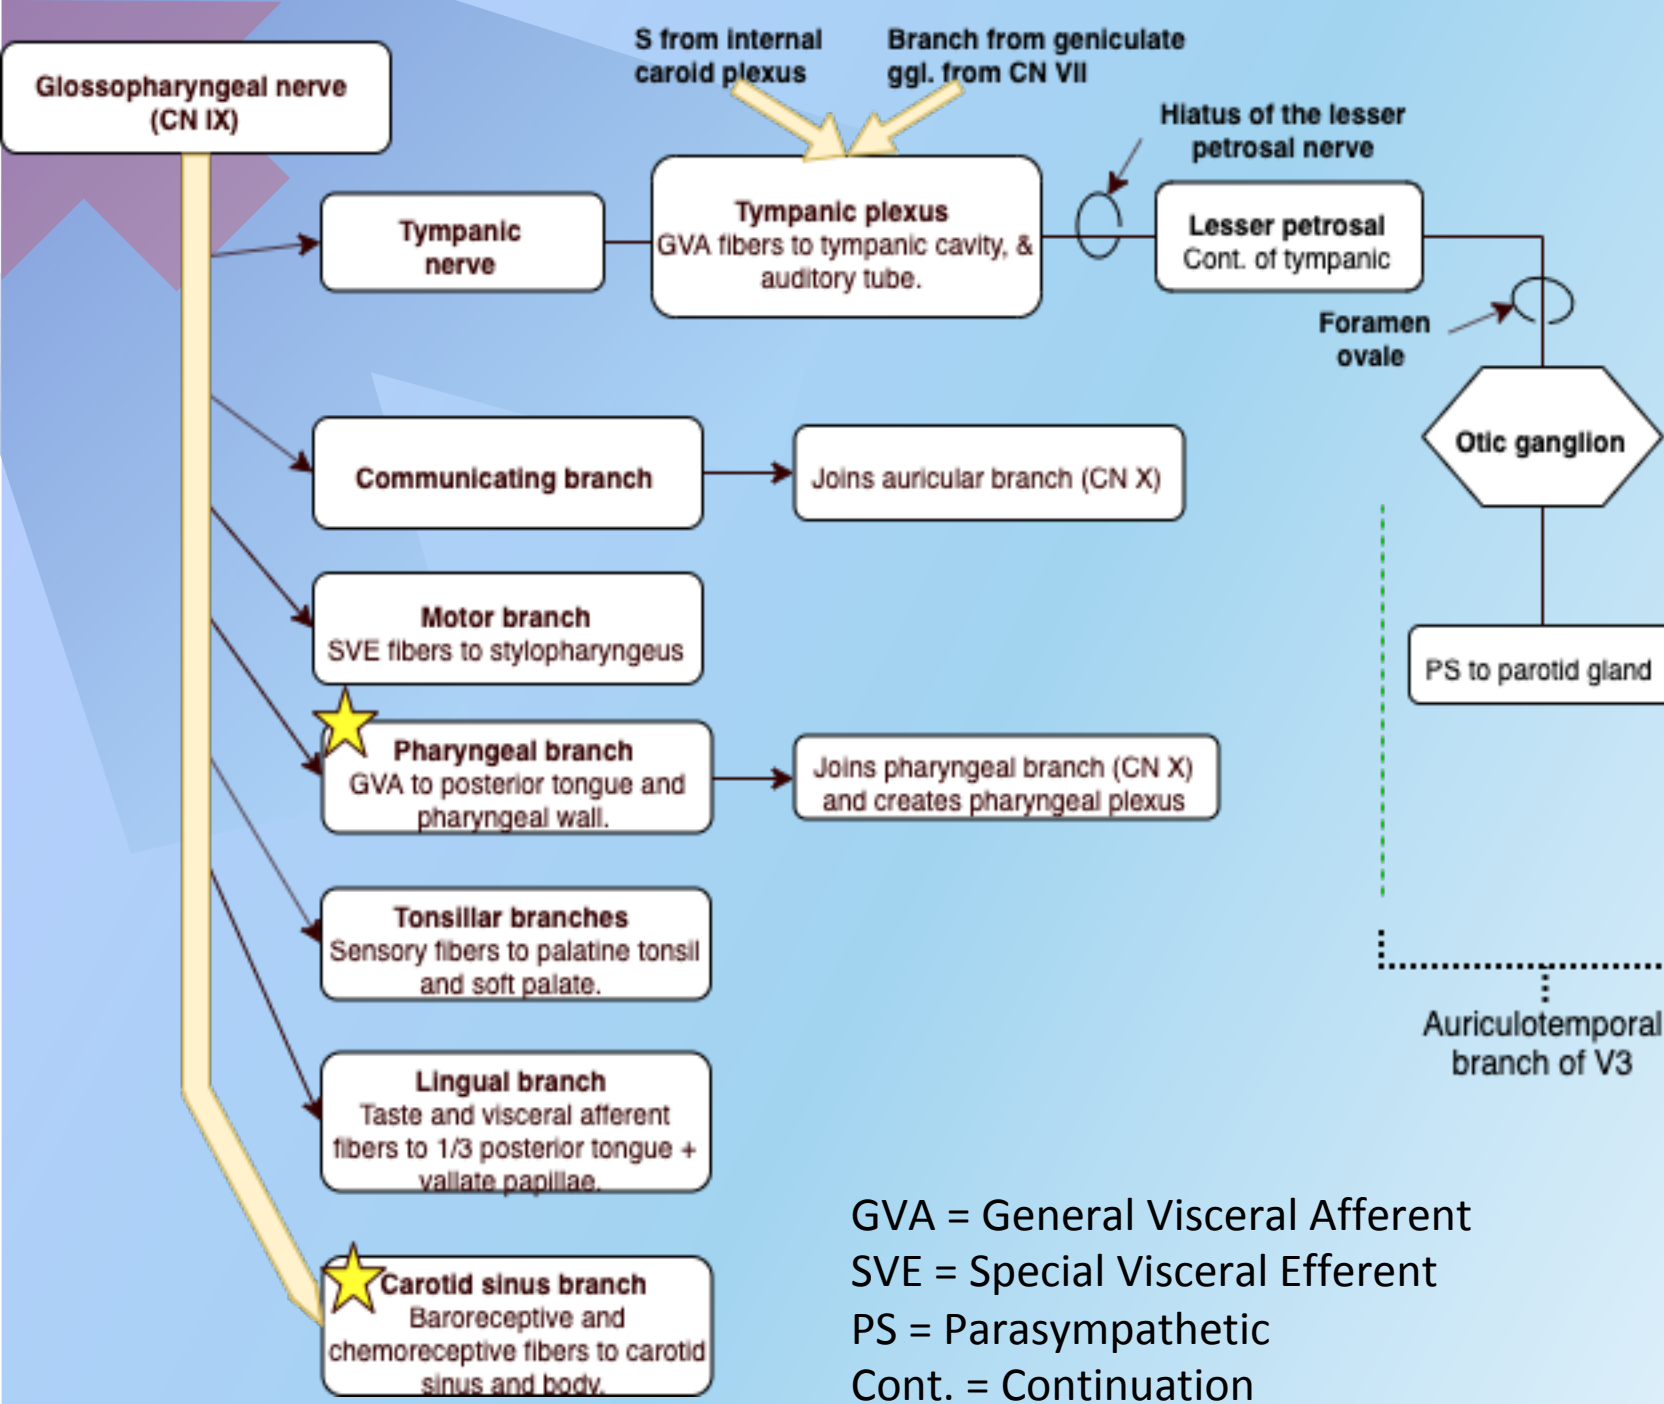 Glossopharyngeal nerve
(CN IX)
S from internal
caroid plexus
Branch from geniculate
ggl. from CN VII
Hiatus of the lesser
petrosal nerve
Tympanic
nerve
Tympanic plexus
GVA fibers to tympanic cavity, &
auditory tube.
Lesser petrosal
Cont. of tympanic
Foramen
ovale
Otic ganglion
PS to parotid gland
Auriculotemporal
branch of V3
Communicating branch
Joins auricular branch (CN X)
Motor branch
SVE fibers to stylopharyngeus
Pharyngeal branch
GVA to posterior tongue and
pharyngeal wall.
Joins pharyngeal branch (CN X)
and creates pharyngeal plexus
Tonsillar branches
Sensory fibers to palatine tonsil
and soft palate.
Lingual branch
Taste and visceral afferent
fibers to 1/3 posterior tongue +
vallate papillae.
Carotid sinus branch
Baroreceptive and
chemoreceptive fibers to carotid
sinus and body.
GVA = General Visceral Afferent
SVE = Special Visceral Efferent
PS = Parasympathetic
Cont. = Continuation